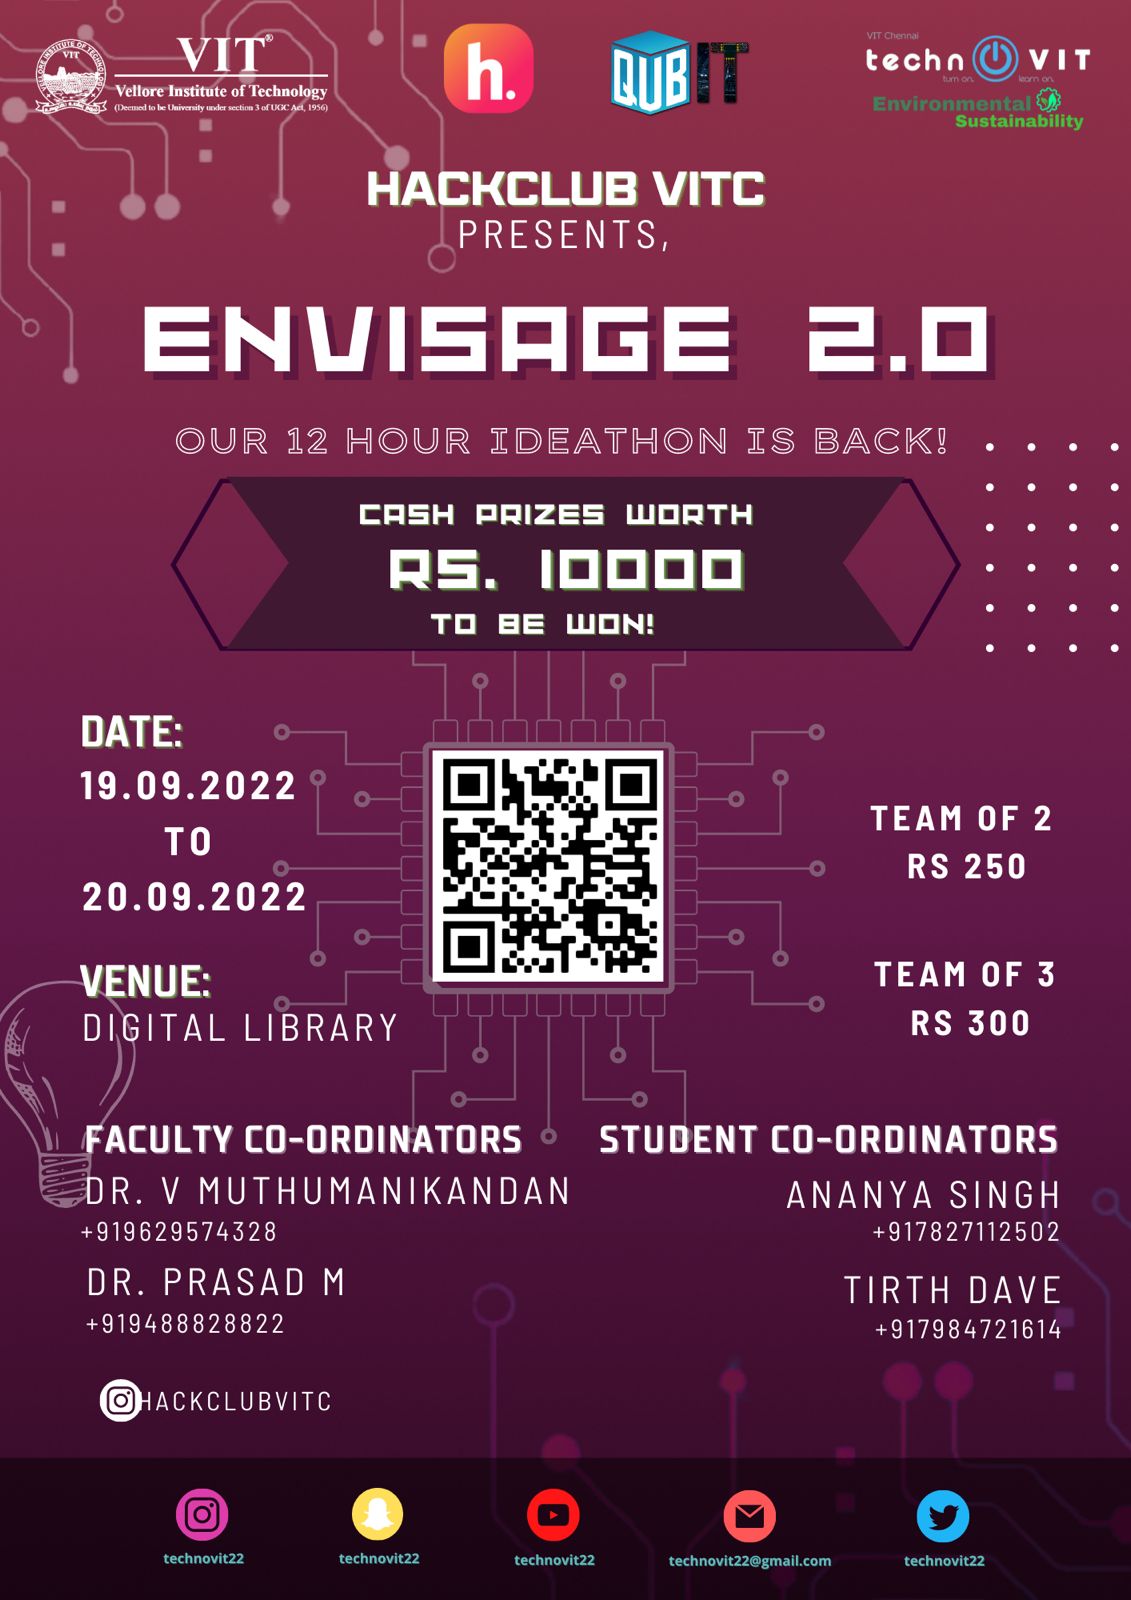 VIT®
Vellore Institute of Technology
(Deemed to be University under section 3 of UGC Act, 1956)
VIT
h.
QUBIT
VIT Chennai
techno VIT
turn on. learn on.
Environmental
Sustainability
HACKCLUB VITC
PRESENTS,
ENVISAGE 2.0
OUR 12 HOUR IDEATHON IS BACK!
CASH PRIZES WORTH
RS. 10000
TO BE WON!
DATE:
19.09.2022
TO
20.09.2022
VENUE:
DIGITAL LIBRARY
TEAM OF 2
RS 250
TEAM OF 3
RS 300
FACULTY CO-ORDINATORS
DR. V MUTHUMANIKANDAN
+919629574328
DR. PRASAD M
+919488828822
STUDENT CO-ORDINATORS
ANANYA SINGH
+917827112502
TIRTH DAVE
+917984721614
HACKCLUBVITC
technovit22
technovit22
technovit22
technovit22@gmail.com
technovit22